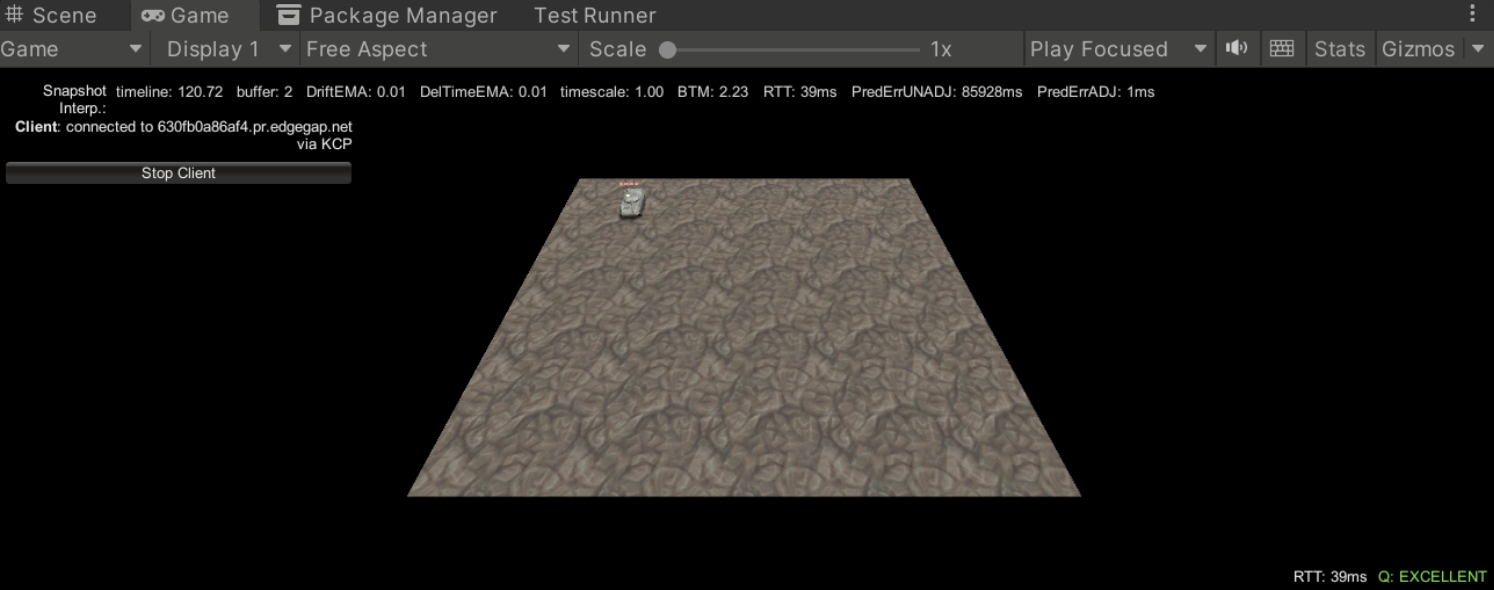 Scene Game Package Manager Test Runner
Game Display 1 Free Aspect Scale 1x Play Focused Stats Gizmos
Snapshot timeline: 120.72 buffer: 2 DriftEMA: 0.01 DelTimeEMA: 0.01 timescale: 1.00 BTM: 2.23 RTT: 39ms PredErrUNADJ: 85928ms PredErrADJ: 1ms
Interp.:
Client: connected to 630fb0a86af4.pr.edgegap.net
via KCP
Stop Client
RTT: 39ms Q: EXCELLENT